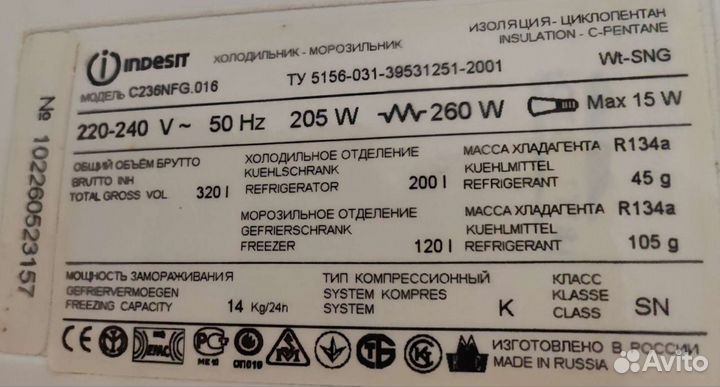 INDESIT
ХОЛОДИЛЬНИК - МОРОЗИЛЬНИК
ИЗОЛЯЦИЯ- ЦИКЛОПЕНТАН
INSULATION - C-PENTANE
МОДЕЛЬ C236NFG.016
ТУ 5156-031-39531251-2001
Wt-SNG
220-240 V ~ 50 Hz 205 W 260 W Max 15 W
ОБЩИЙ ОБЪЁМ БРУТТО
BRUTTO INH
TOTAL GROSS VOL 320 l
ХОЛОДИЛЬНОЕ ОТДЕЛЕНИЕ
KUEHLSCHRANK
REFRIGERATOR 200 l
МАССА ХЛАДАГЕНТА R134a
KUEHLMITTEL
REFRIGERANT 45 g
МОРОЗИЛЬНОЕ ОТДЕЛЕНИЕ
GEFRIERSCHRANK
FREEZER 120 l
МАССА ХЛАДАГЕНТА R134a
KUEHLMITTEL
REFRIGERANT 105 g
МОЩНОСТЬ ЗАМОРАЖИВАНИЯ
GEFRIERVERMOEGEN
FREEZING CAPACITY 14 Kg/24h
ТИП КОМПРЕССИОННЫЙ
SYSTEM KOMPRES
SYSTEM K
КЛАСС
KLASSE
CLASS SN
ИЗГОТОВЛЕНО В РОССИИ
MADE IN RUSSIA
№ 102260523157
Avito